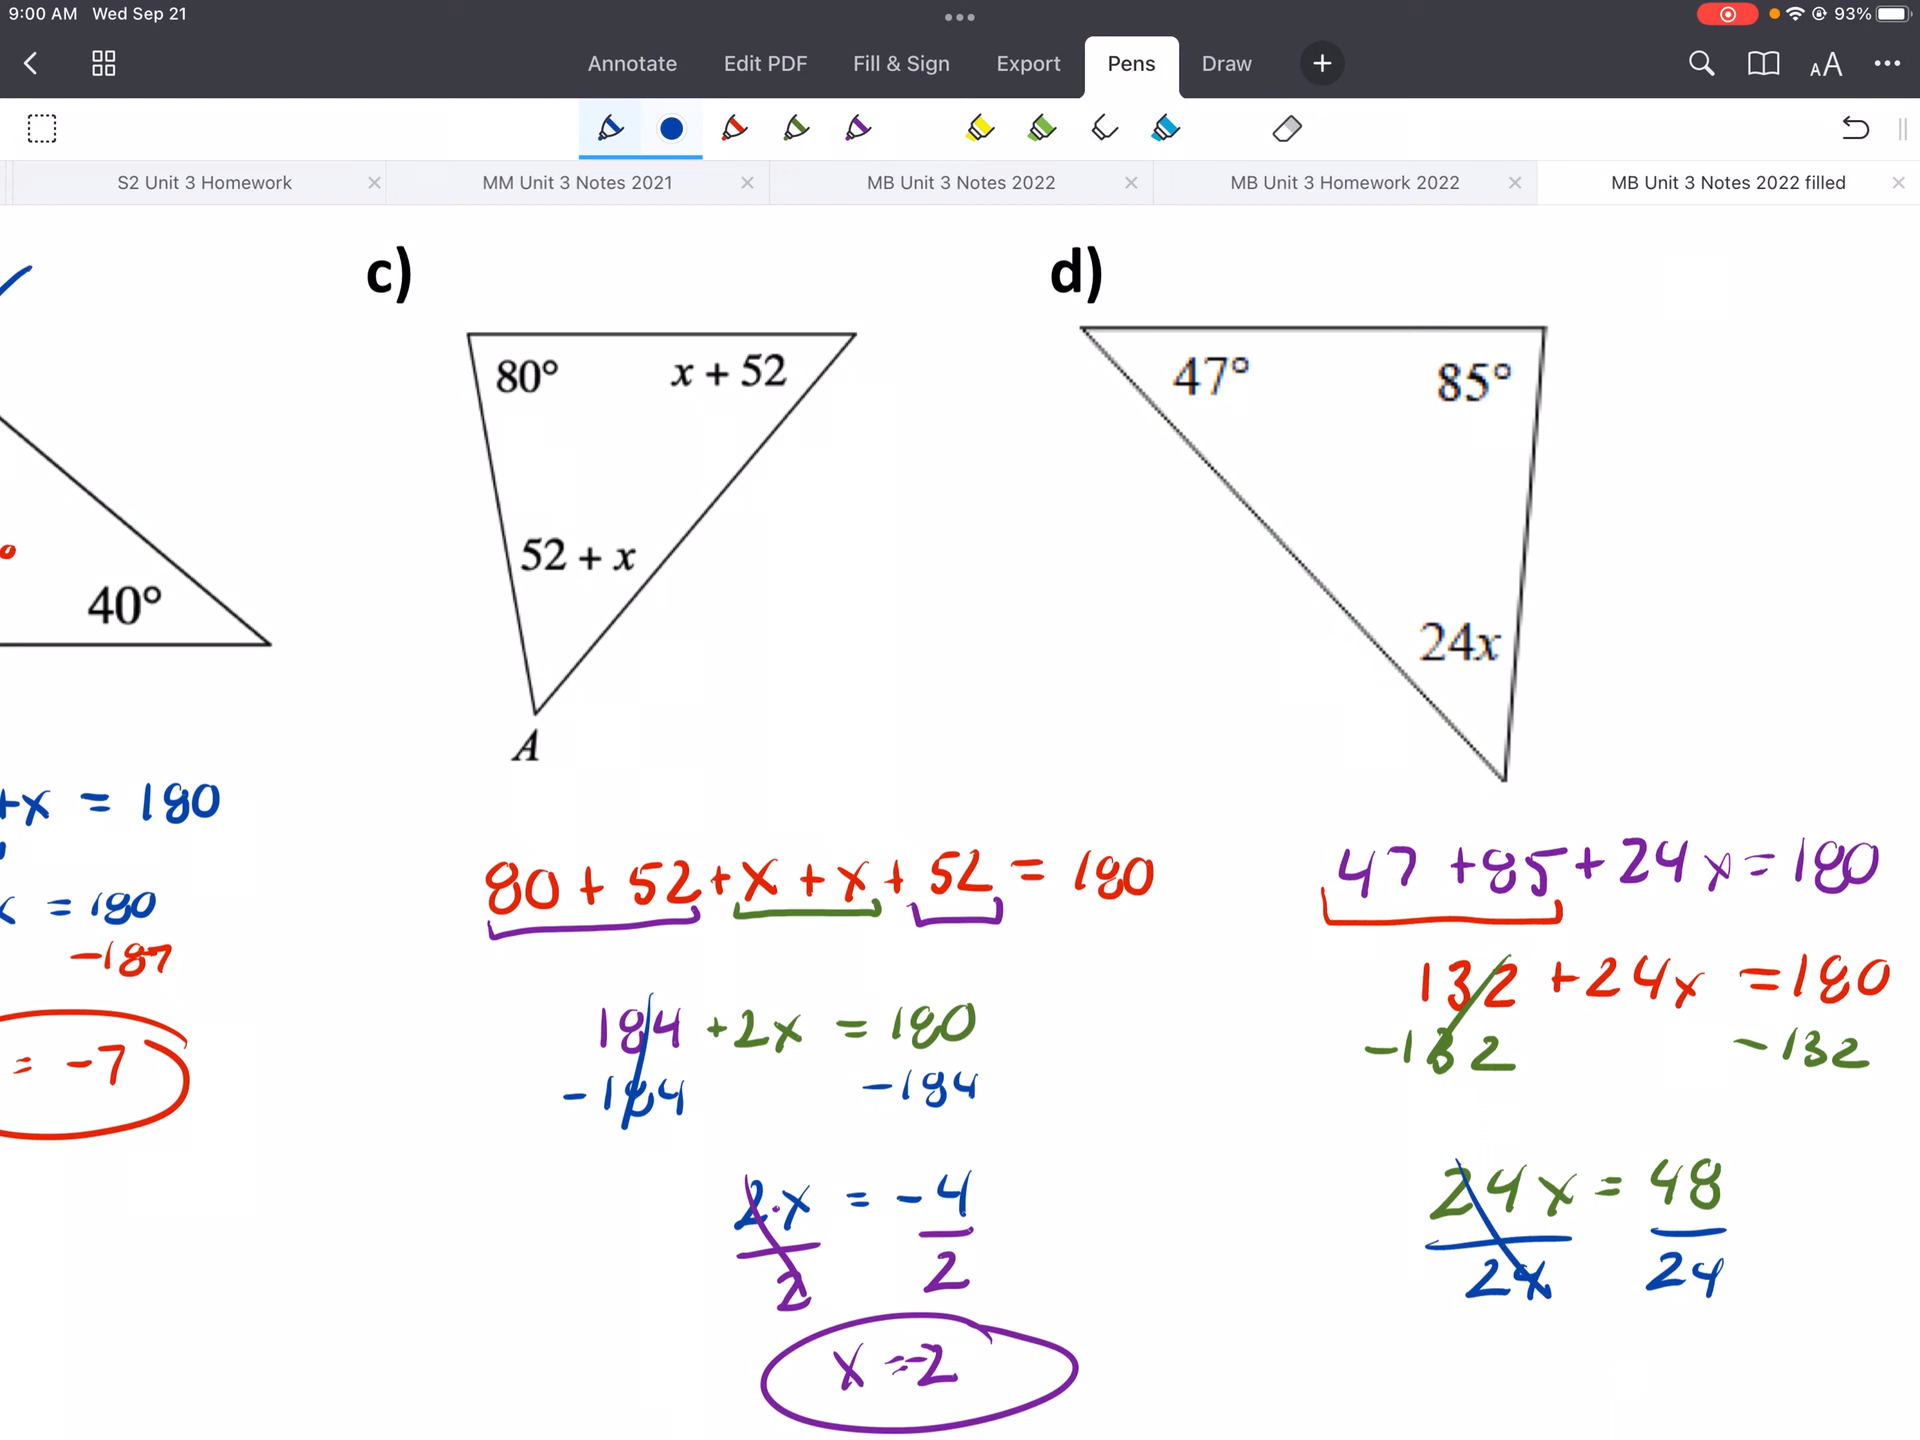 9:00 AM Wed Sep 21
93%
Annotate Edit PDF Fill & Sign Export Pens Draw
AA
S2 Unit 3 Homework
MM Unit 3 Notes 2021
MB Unit 3 Notes 2022
MB Unit 3 Homework 2022
MB Unit 3 Notes 2022 filled
40°
+x = 180
= 180
-187
= -7
c)
80° x + 52
52 + x
A
80 + 52 + x + x + 52 = 180
184 + 2x = 180
-184 -184
2·x = -4
2 2
x = -2
d)
47° 85°
24x
47 + 85 + 24x = 180
132 + 24x = 180
-132 -132
24x = 48
24 24